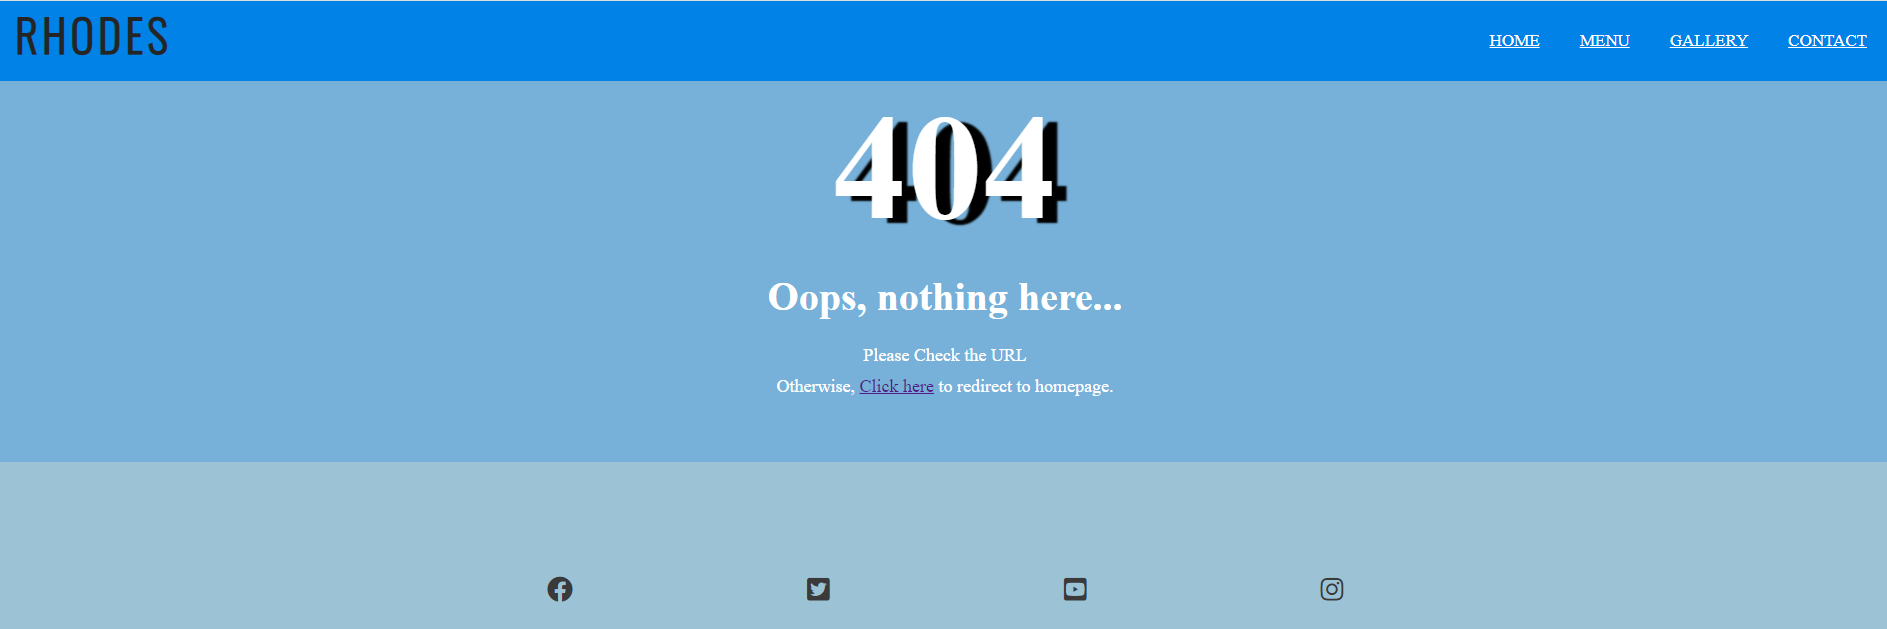 RHODES
HOME MENU GALLERY CONTACT
404
Oops, nothing here...
Please Check the URL
Otherwise, Click here to redirect to homepage.